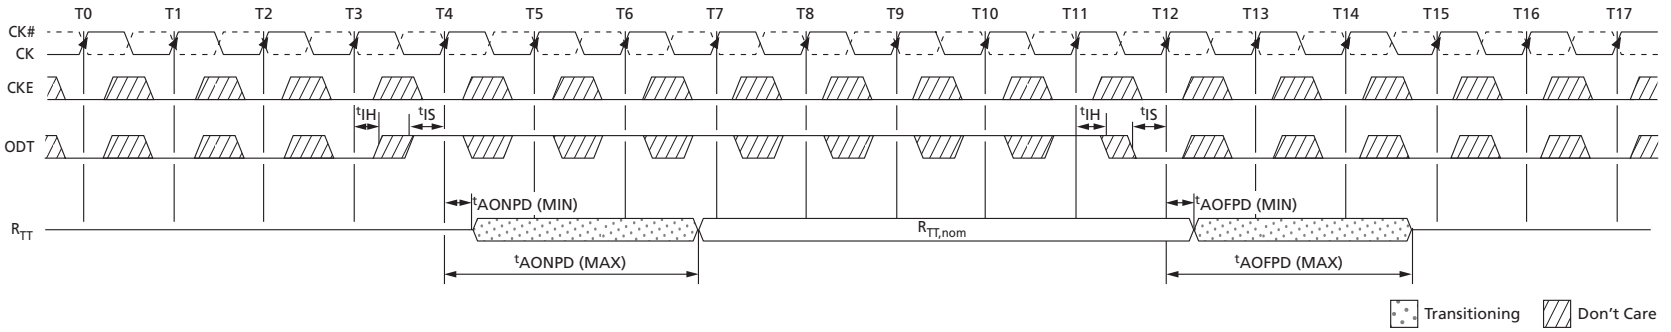 T0 T1 T2 T3 T4 T5 T6 T7 T8 T9 T10 T11 T12 T13 T14 T15 T16 T17
CK#
CK
CKE
tIH tIS tIH tIS
ODT
tAONPD (MIN) tAOFPD (MIN)
RTT RTT,nom
tAONPD (MAX) tAOFPD (MAX)
Transitioning Don't Care